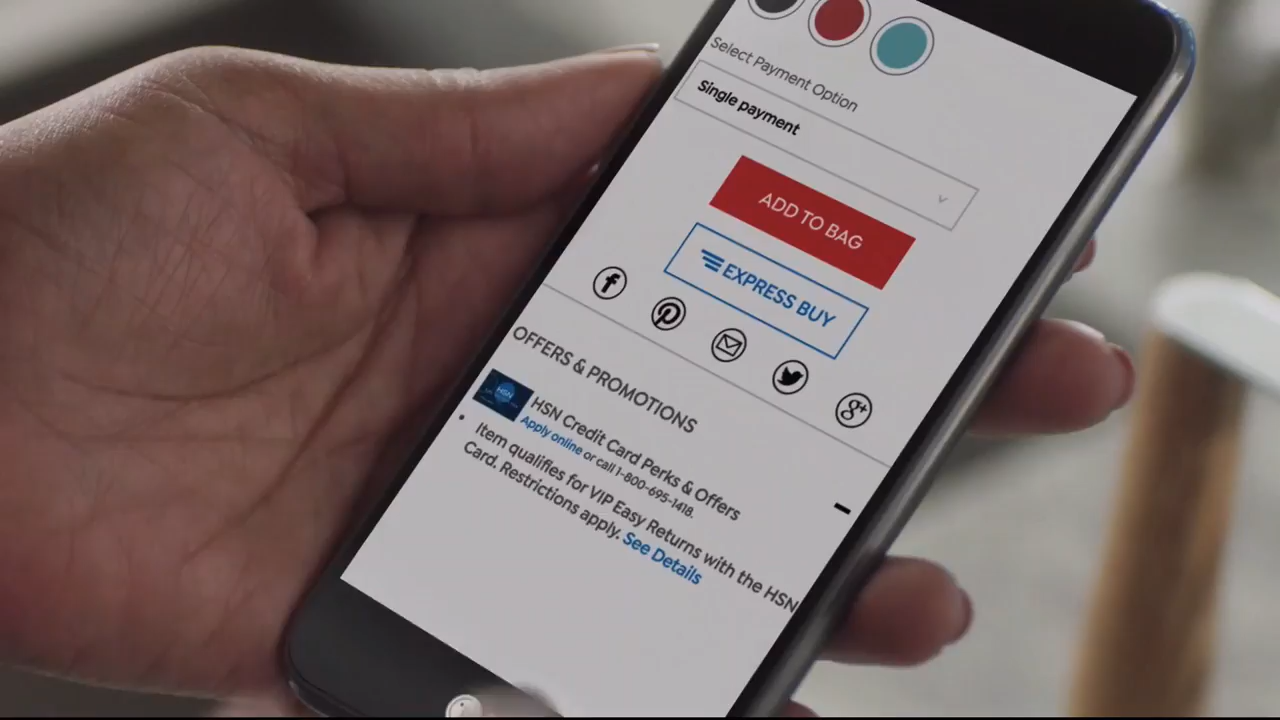 Select Payment Option
Single payment
ADD TO BAG
EXPRESS BUY
OFFERS & PROMOTIONS
HSN
HSN Credit Card Perks & Offers
Apply online or call 1-800-695-1418.
Item qualifies for VIP Easy Returns with the HSN
Card. Restrictions apply. See Details